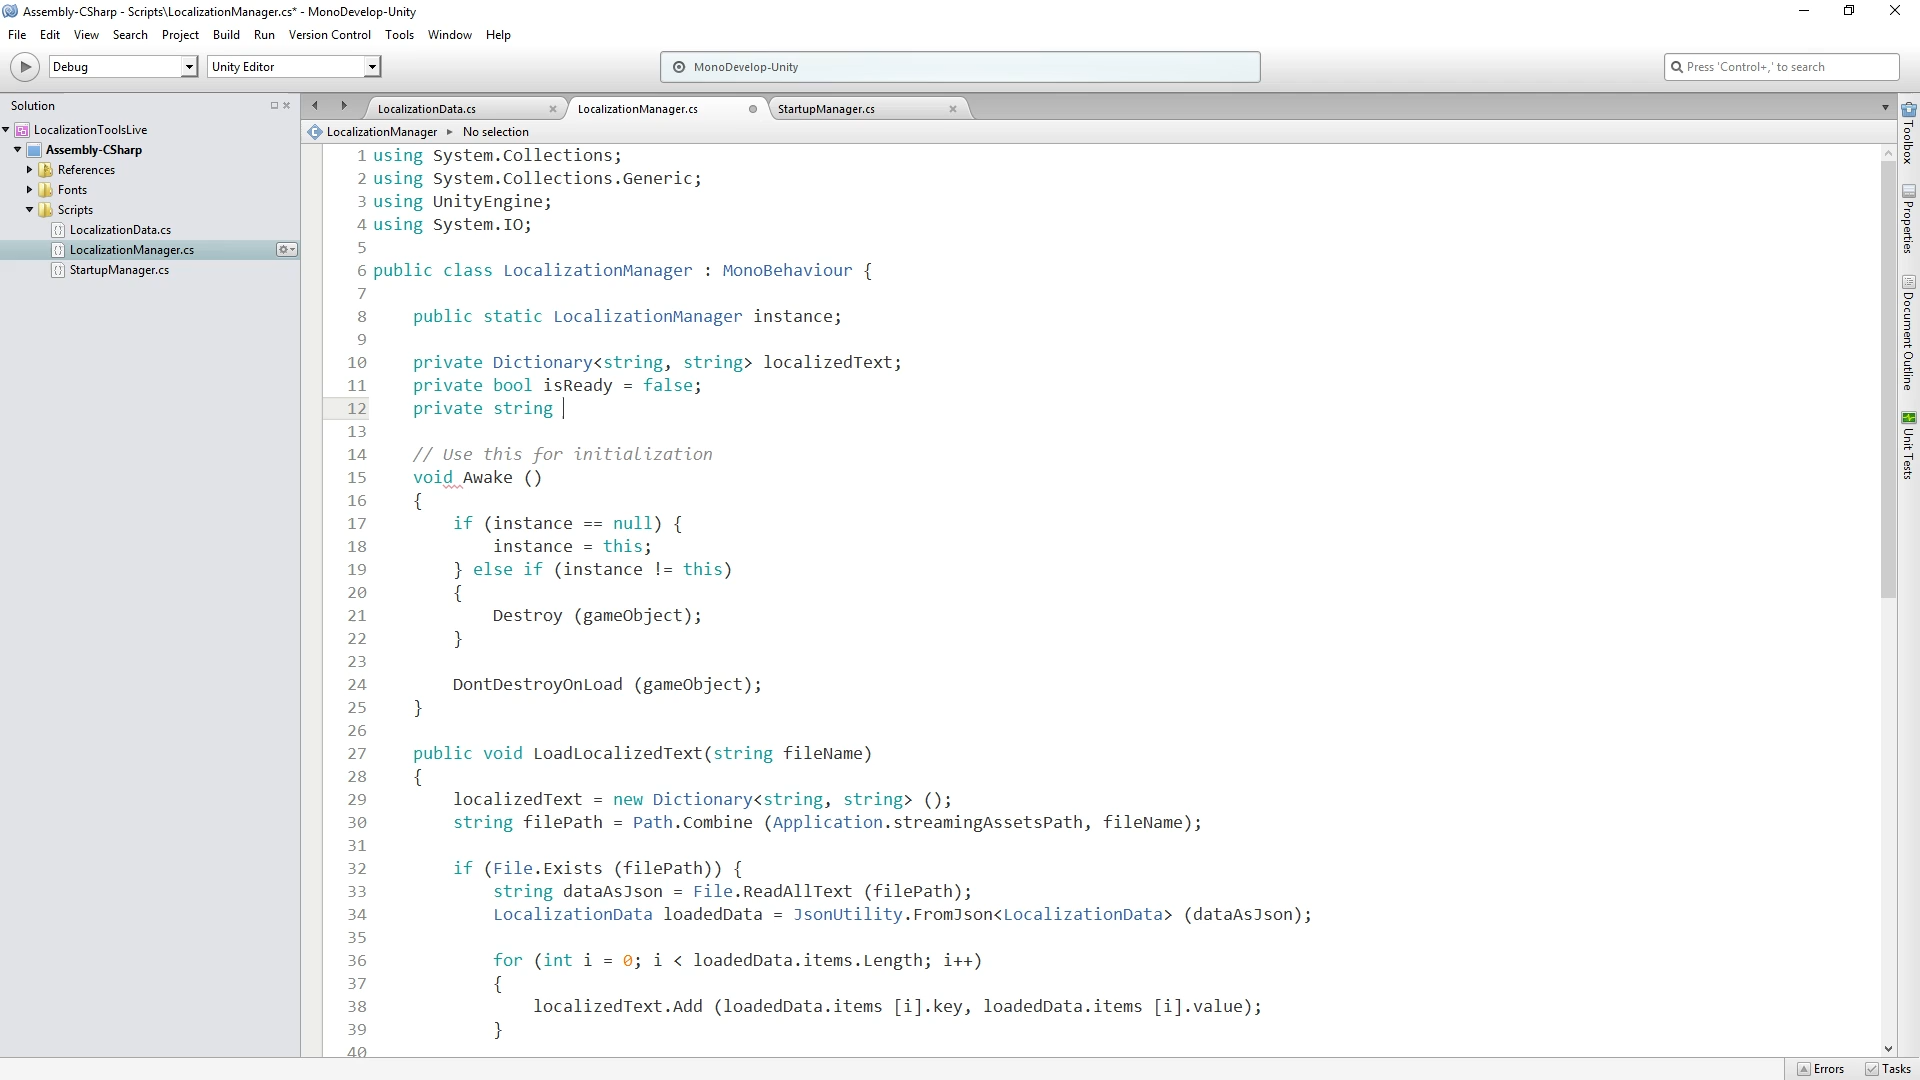 Assembly-CSharp - Scripts\LocalizationManager.cs* - MonoDevelop-Unity
File Edit View Search Project Build Run Version Control Tools Window Help
Debug Unity Editor MonoDevelop-Unity Press 'Control+,' to search
Solution
LocalizationToolsLive
Assembly-CSharp
References
Fonts
Scripts
LocalizationData.cs
LocalizationManager.cs
StartupManager.cs
LocalizationData.cs LocalizationManager.cs StartupManager.cs
LocalizationManager No selection
1 using System.Collections;
2 using System.Collections.Generic;
3 using UnityEngine;
4 using System.IO;
5
6 public class LocalizationManager : MonoBehaviour {
7
8 public static LocalizationManager instance;
9
10 private Dictionary<string, string> localizedText;
11 private bool isReady = false;
12 private string
13
14 // Use this for initialization
15 void Awake ()
16 {
17 if (instance == null) {
18 instance = this;
19 } else if (instance != this)
20 {
21 Destroy (gameObject);
22 }
23
24 DontDestroyOnLoad (gameObject);
25 }
26
27 public void LoadLocalizedText(string fileName)
28 {
29 localizedText = new Dictionary<string, string> ();
30 string filePath = Path.Combine (Application.streamingAssetsPath, fileName);
31
32 if (File.Exists (filePath)) {
33 string dataAsJson = File.ReadAllText (filePath);
34 LocalizationData loadedData = JsonUtility.FromJson<LocalizationData> (dataAsJson);
35
36 for (int i = 0; i < loadedData.items.Length; i++)
37 {
38 localizedText.Add (loadedData.items [i].key, loadedData.items [i].value);
39 }
40
Toolbox
Properties
Document Outline
Unit Tests
Errors Tasks